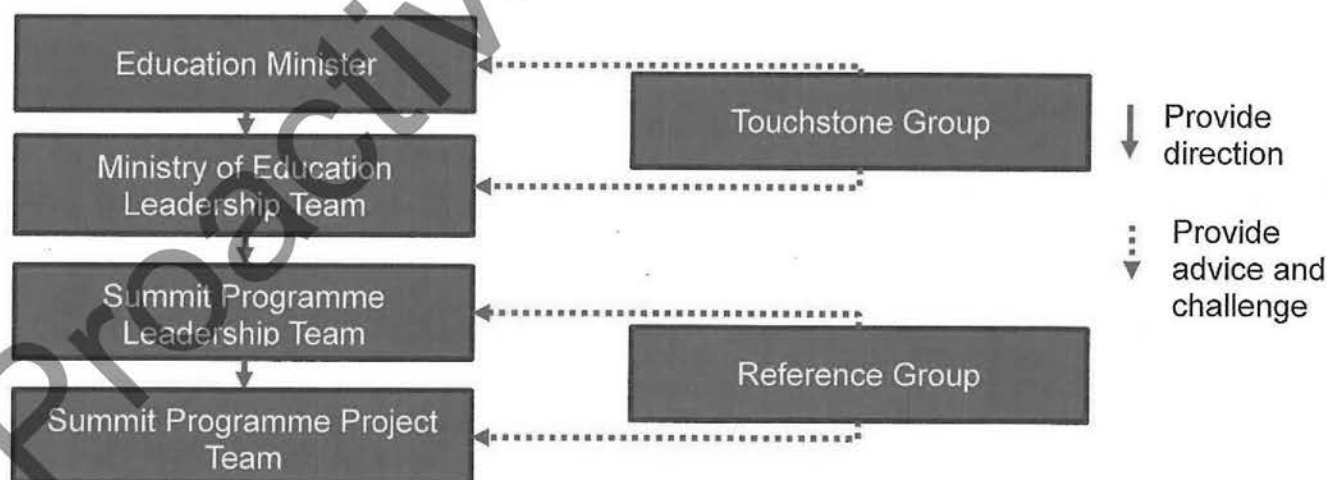 Education Minister
Touchstone Group
Ministry of Education
Leadership Team
Summit Programme
Leadership Team
Reference Group
Summit Programme Project
Team
Provide
direction
Provide
advice and
challenge
Proactiv